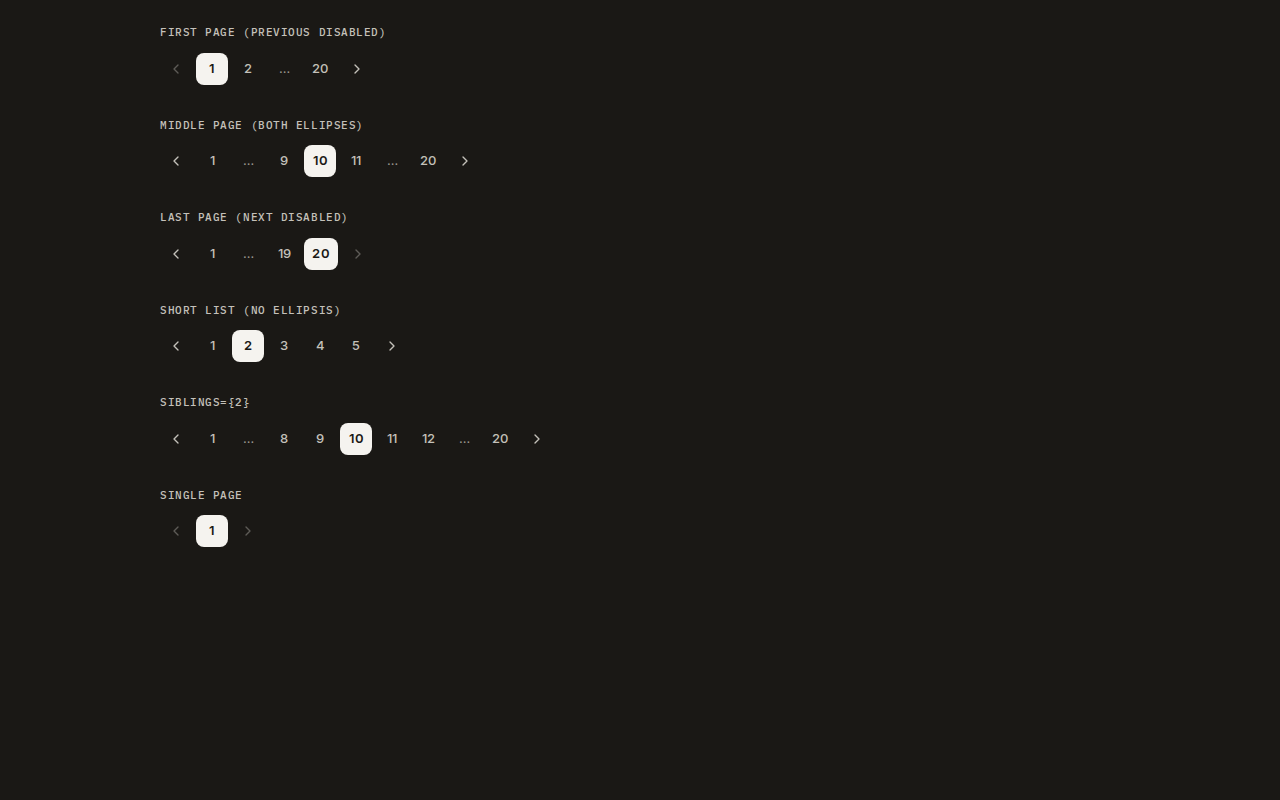 FIRST PAGE (PREVIOUS DISABLED)
1 2 … 20
MIDDLE PAGE (BOTH ELLIPSES)
1 … 9 10 11 … 20
LAST PAGE (NEXT DISABLED)
1 … 19 20
SHORT LIST (NO ELLIPSIS)
1 2 3 4 5
SIBLINGS={2}
1 … 8 9 10 11 12 … 20
SINGLE PAGE
1